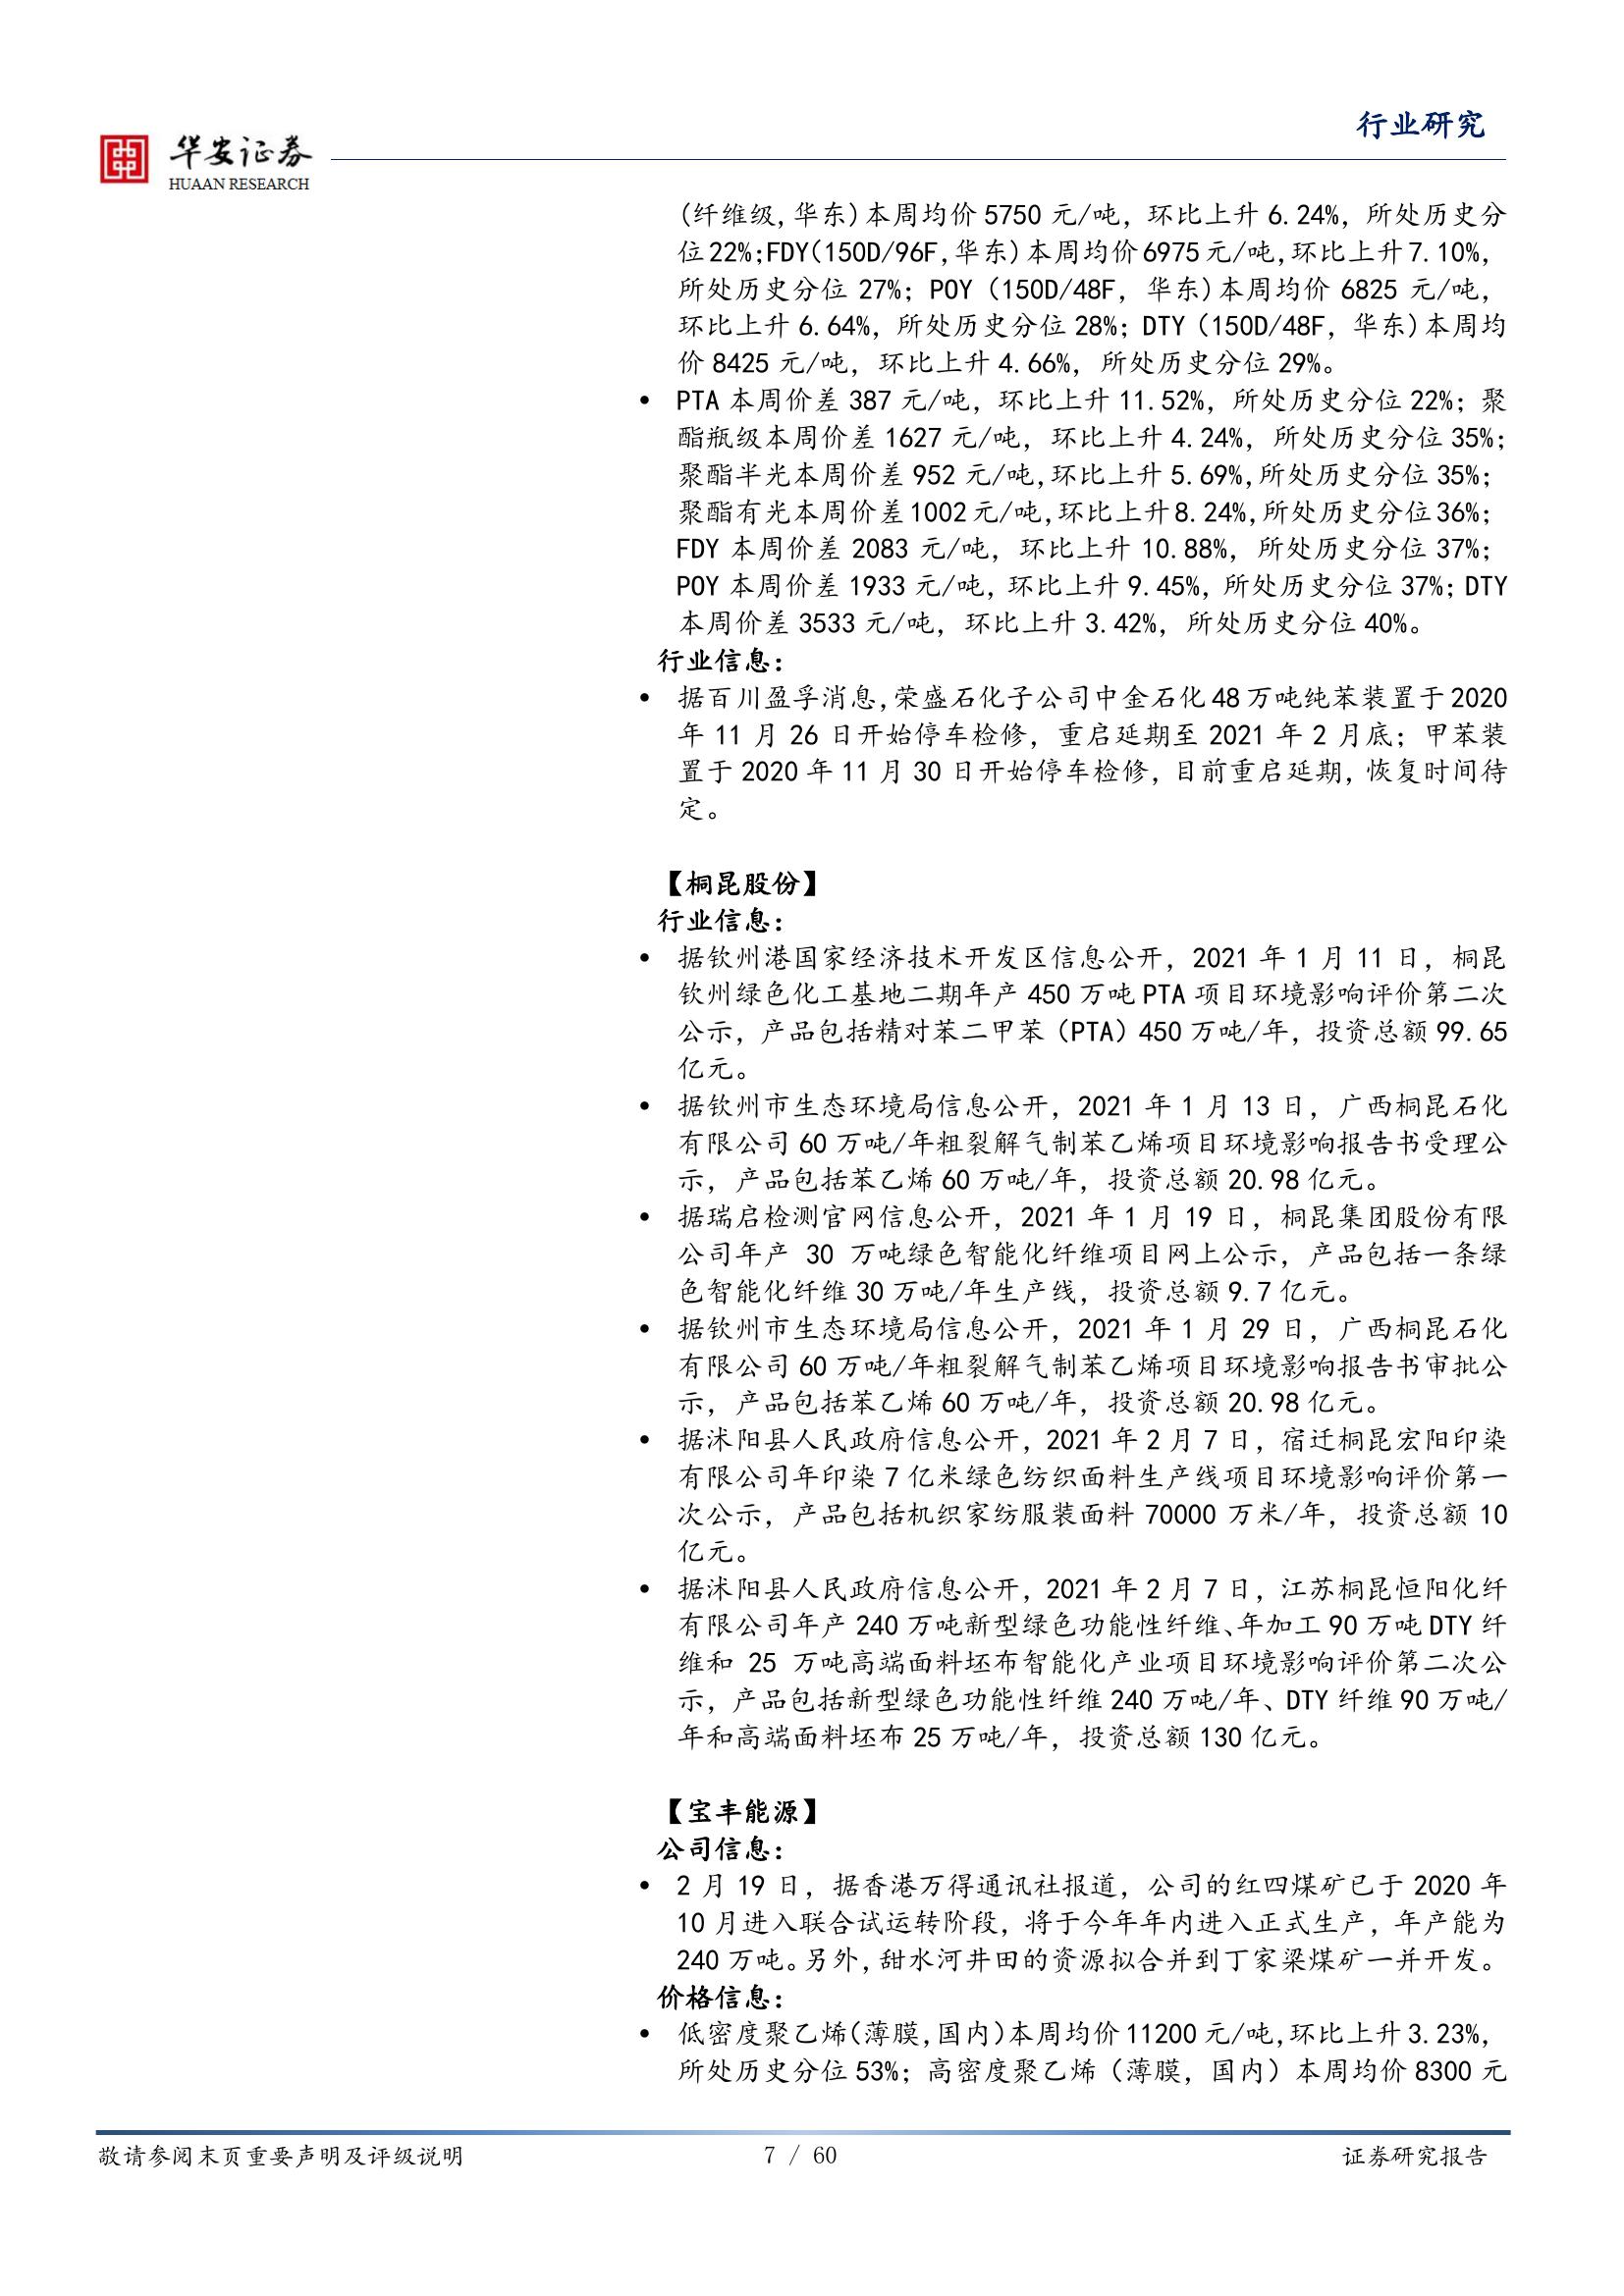 行业研究
华安证券
HUAAN RESEARCH
(纤维级,华东)本周均价 5750 元/吨，环比上升 6.24%，所处历史分
位 22%;FDY(150D/96F,华东)本周均价 6975 元/吨,环比上升 7.10%,
所处历史分位 27%；POY（150D/48F，华东)本周均价 6825 元/吨，
环比上升 6.64%，所处历史分位 28%；DTY（150D/48F，华东)本周均
价 8425 元/吨，环比上升 4.66%，所处历史分位 29%。
• PTA 本周价差 387 元/吨，环比上升 11.52%，所处历史分位 22%；聚
酯瓶级本周价差 1627 元/吨，环比上升 4.24%，所处历史分位 35%；
聚酯半光本周价差 952 元/吨,环比上升 5.69%,所处历史分位 35%；
聚酯有光本周价差 1002 元/吨,环比上升 8.24%,所处历史分位 36%；
FDY 本周价差 2083 元/吨，环比上升 10.88%，所处历史分位 37%；
POY 本周价差 1933 元/吨，环比上升 9.45%，所处历史分位 37%；DTY
本周价差 3533 元/吨，环比上升 3.42%，所处历史分位 40%。
行业信息：
• 据百川盈孚消息,荣盛石化子公司中金石化 48 万吨纯苯装置于 2020
年 11 月 26 日开始停车检修，重启延期至 2021 年 2 月底；甲苯装
置于 2020 年 11 月 30 日开始停车检修，目前重启延期，恢复时间待
定。
【桐昆股份】
行业信息：
• 据钦州港国家经济技术开发区信息公开，2021 年 1 月 11 日，桐昆
钦州绿色化工基地二期年产 450 万吨 PTA 项目环境影响评价第二次
公示，产品包括精对苯二甲苯（PTA）450 万吨/年，投资总额 99.65
亿元。
• 据钦州市生态环境局信息公开，2021 年 1 月 13 日，广西桐昆石化
有限公司 60 万吨/年粗裂解气制苯乙烯项目环境影响报告书受理公
示，产品包括苯乙烯 60 万吨/年，投资总额 20.98 亿元。
• 据瑞启检测官网信息公开，2021 年 1 月 19 日，桐昆集团股份有限
公司年产 30 万吨绿色智能化纤维项目网上公示，产品包括一条绿
色智能化纤维 30 万吨/年生产线，投资总额 9.7 亿元。
• 据钦州市生态环境局信息公开，2021 年 1 月 29 日，广西桐昆石化
有限公司 60 万吨/年粗裂解气制苯乙烯项目环境影响报告书审批公
示，产品包括苯乙烯 60 万吨/年，投资总额 20.98 亿元。
• 据沭阳县人民政府信息公开，2021 年 2 月 7 日，宿迁桐昆宏阳印染
有限公司年印染 7 亿米绿色纺织面料生产线项目环境影响评价第一
次公示，产品包括机织家纺服装面料 70000 万米/年，投资总额 10
亿元。
• 据沭阳县人民政府信息公开，2021 年 2 月 7 日，江苏桐昆恒阳化纤
有限公司年产 240 万吨新型绿色功能性纤维、年加工 90 万吨 DTY 纤
维和 25 万吨高端面料坯布智能化产业项目环境影响评价第二次公
示，产品包括新型绿色功能性纤维 240 万吨/年、DTY 纤维 90 万吨/
年和高端面料坯布 25 万吨/年，投资总额 130 亿元。
【宝丰能源】
公司信息：
• 2 月 19 日，据香港万得通讯社报道，公司的红四煤矿已于 2020 年
10 月进入联合试运转阶段，将于今年年内进入正式生产，年产能为
240 万吨。另外，甜水河井田的资源拟合并到丁家梁煤矿一并开发。
价格信息：
• 低密度聚乙烯(薄膜,国内)本周均价 11200 元/吨,环比上升 3.23%,
所处历史分位 53%；高密度聚乙烯（薄膜，国内）本周均价 8300 元
敬请参阅末页重要声明及评级说明
7 / 60
证券研究报告